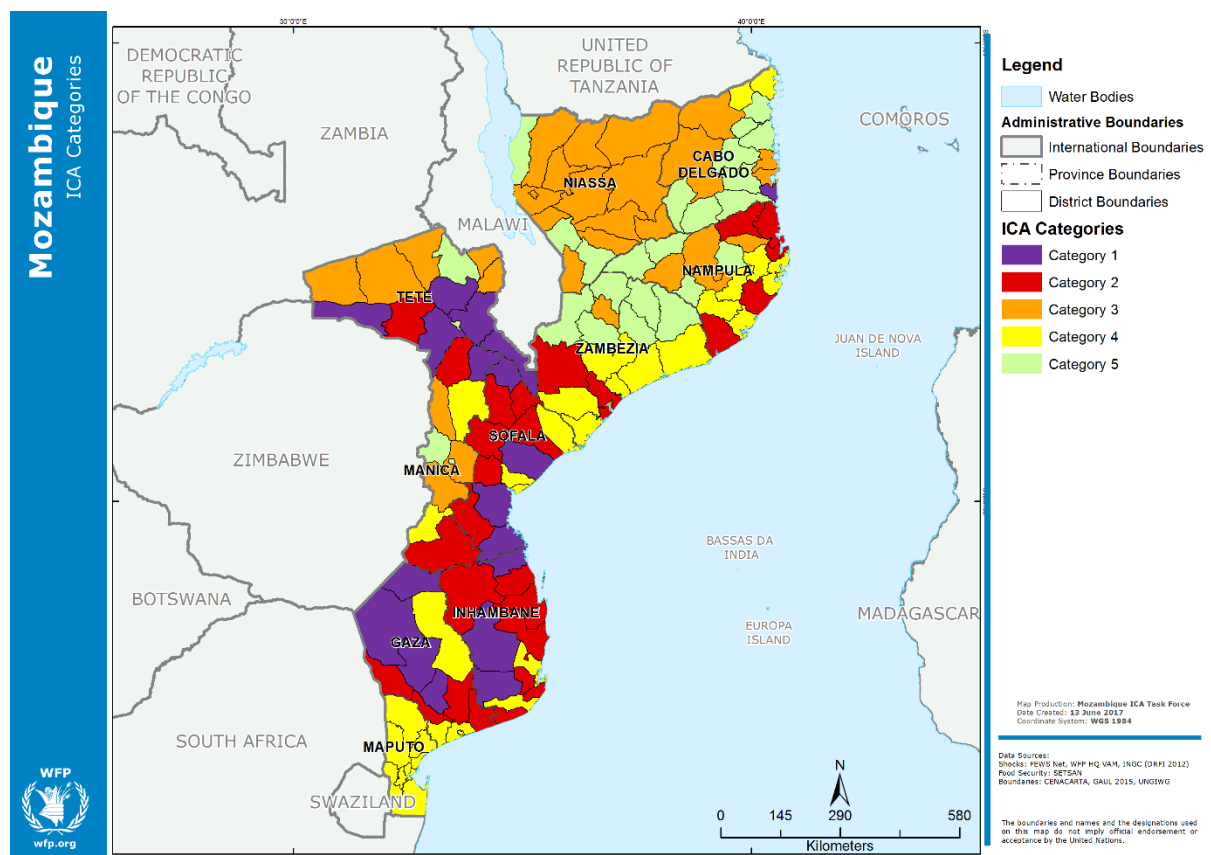 Mozambique
ICA Categories
WFP
wfp.org
30°0'0"E
40°0'0"E
DEMOCRATIC
REPUBLIC
OF THE CONGO
UNITED
REPUBLIC OF
TANZANIA
ZAMBIA
COMOROS
CABO
DELGADO
NIASSA
MALAWI
NAMPULA
TETE
JUAN DE NOVA
ISLAND
ZAMBÉZIA
SOFALA
ZIMBABWE
MANICA
BASSAS DA
INDIA
BOTSWANA
INHAMBANE
MADAGASCAR
EUROPA
ISLAND
GAZA
SOUTH AFRICA
MAPUTO
SWAZILAND
N
0 145 290 580
Kilometers
Legend
Water Bodies
Administrative Boundaries
International Boundaries
Province Boundaries
District Boundaries
ICA Categories
Category 1
Category 2
Category 3
Category 4
Category 5
Map Production: Mozambique ICA Task Force
Date Created: 13 June 2017
Coordinate System: WGS 1984
Data Sources:
Shocks: FEWS Net, WFP HQ VAM, INGC (DRFI 2012)
Food Security: SETSAN
Boundaries: CENACARTA, GAUL 2015, UNGIWG
The boundaries and names and the designations used
on this map do not imply official endorsement or
acceptance by the United Nations.